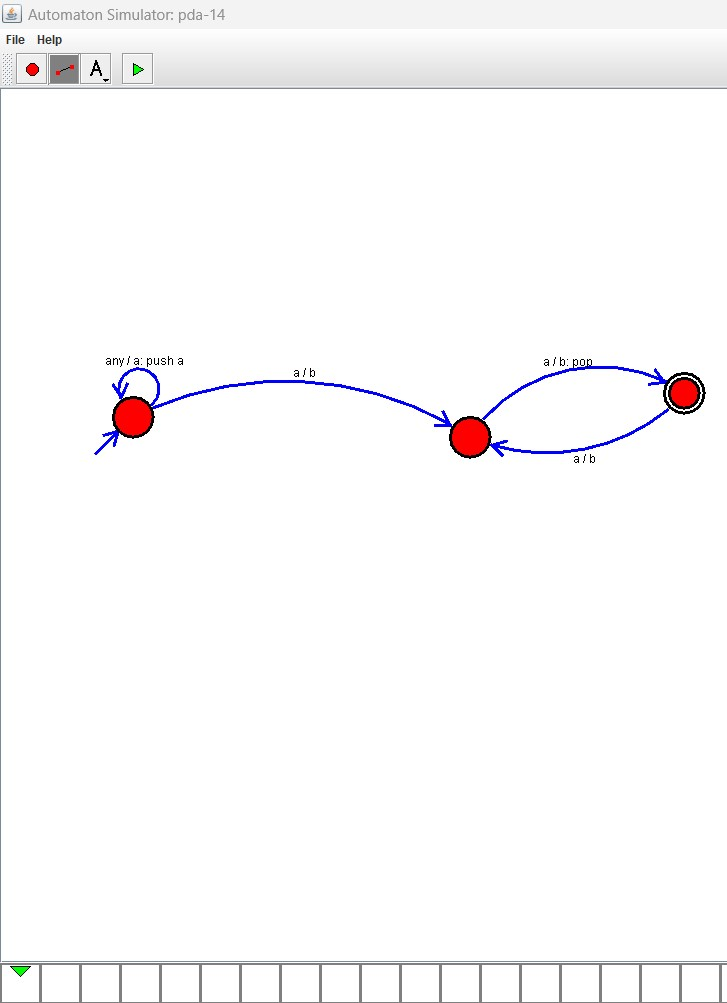 Automaton Simulator: pda-14
File Help
A
any / a: push a
a / b
a / b: pop
a / b